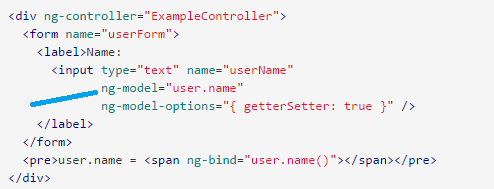 <div ng-controller="ExampleController">
<form name="userForm">
<label>Name:
<input type="text" name="userName"
ng-model="user.name"
ng-model-options="{ getterSetter: true }" />
</label>
</form>
<pre>user.name = <span ng-bind="user.name()"></span></pre>
</div>